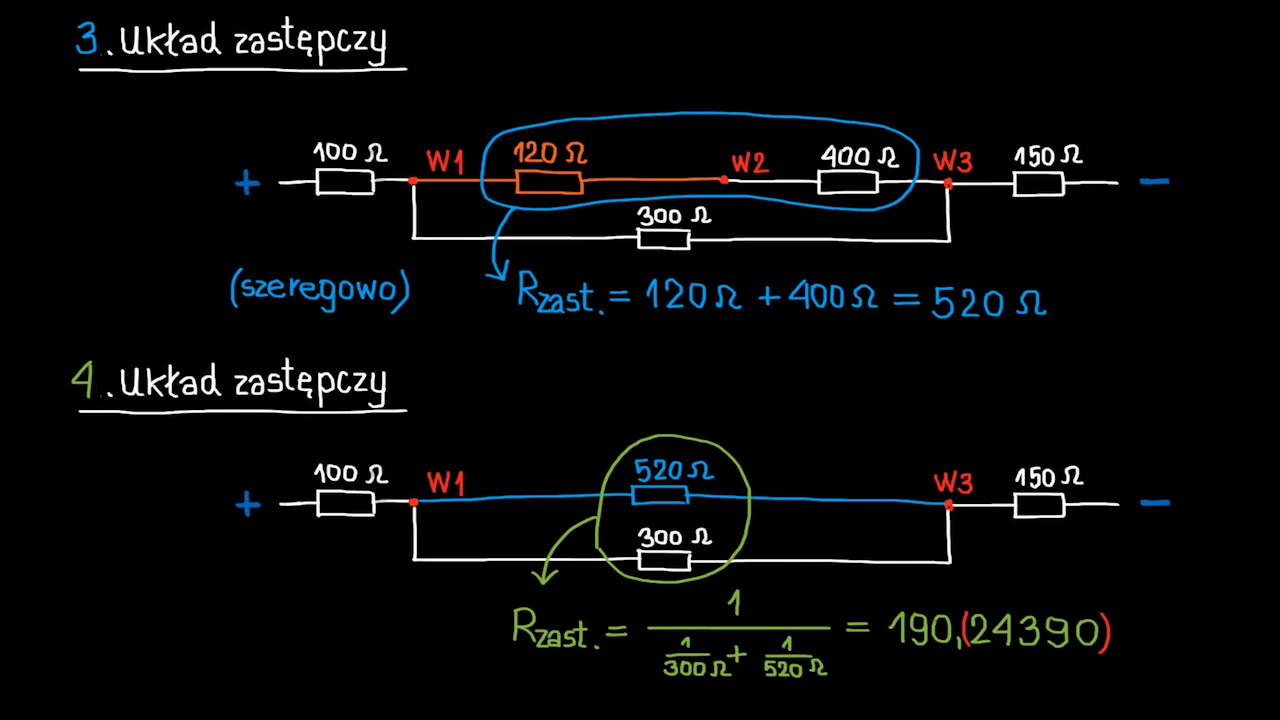 3. Układ zastępczy
100 Ω W1 120 Ω W2 400 Ω W3 150 Ω
+ −
300 Ω
(szeregowo) Rzast. = 120 Ω + 400 Ω = 520 Ω
4. Układ zastępczy
100 Ω W1 520 Ω W3 150 Ω
+ −
300 Ω
Rzast. = 1 / (1/300 Ω + 1/520 Ω) = 190,(24390)